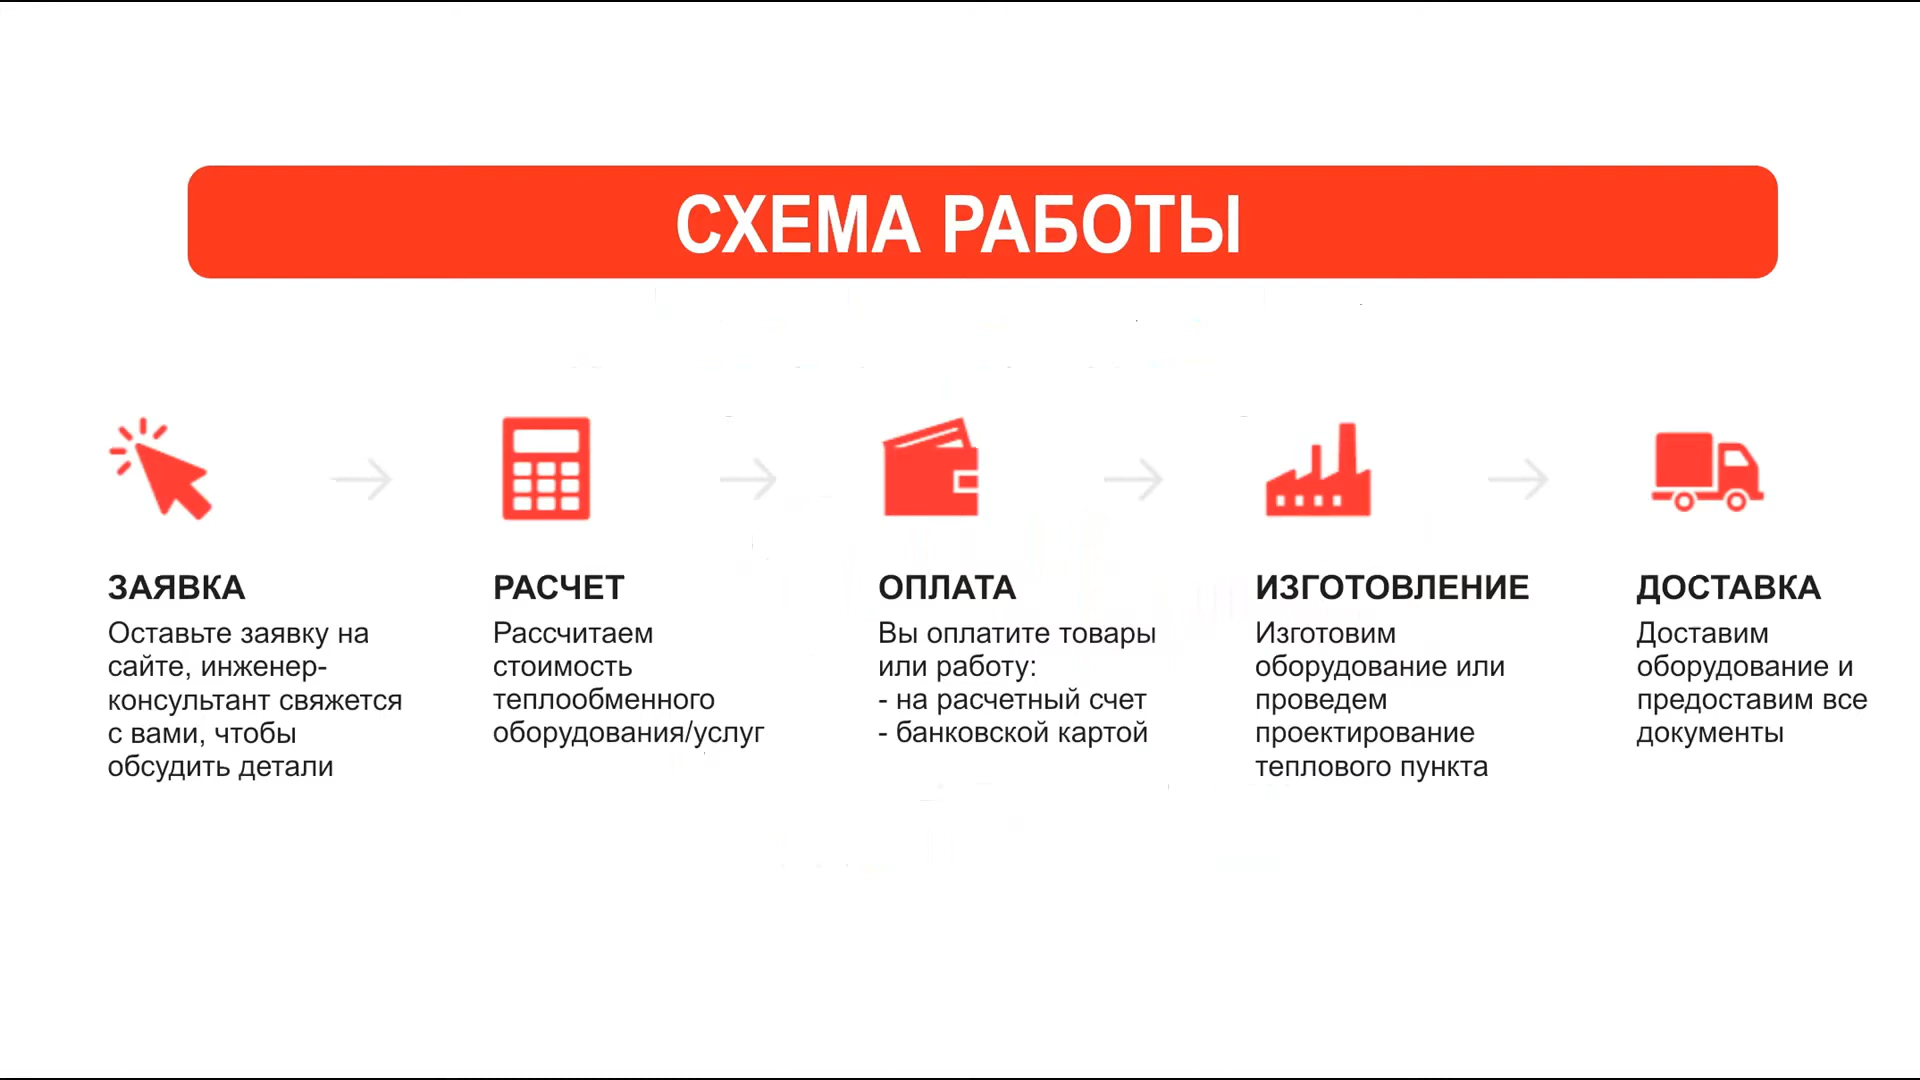 СХЕМА РАБОТЫ
ЗАЯВКА
Оставьте заявку на
сайте, инженер-
консультант свяжется
с вами, чтобы
обсудить детали
РАСЧЕТ
Рассчитаем
стоимость
теплообменного
оборудования/услуг
ОПЛАТА
Вы оплатите товары
или работу:
- на расчетный счет
- банковской картой
ИЗГОТОВЛЕНИЕ
Изготовим
оборудование или
проведем
проектирование
теплового пункта
ДОСТАВКА
Доставим
оборудование и
предоставим все
документы